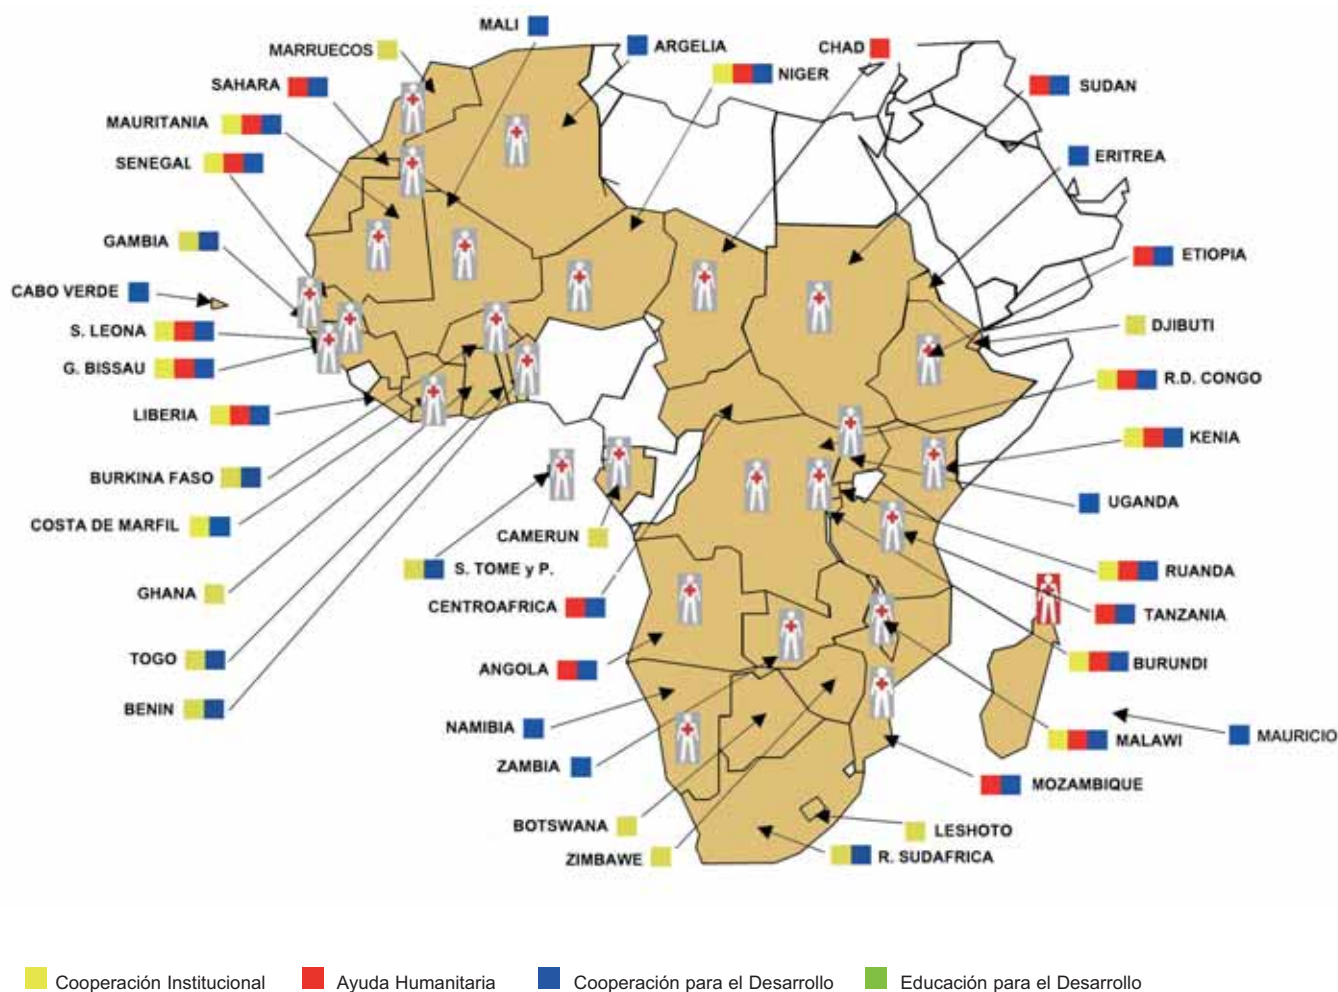 MALI
MARRUECOS
ARGELIA
CHAD
NIGER
SAHARA
SUDAN
MAURITANIA
SENEGAL
ERITREA
GAMBIA
ETIOPIA
CABO VERDE
S. LEONA
DJIBUTI
G. BISSAU
R.D. CONGO
LIBERIA
KENIA
BURKINA FASO
UGANDA
COSTA DE MARFIL
CAMERUN
S. TOME y P.
RUANDA
GHANA
CENTROAFRICA
TANZANIA
TOGO
BURUNDI
ANGOLA
BENIN
NAMIBIA
MAURICIO
MALAWI
ZAMBIA
MOZAMBIQUE
BOTSWANA
LESHOTO
ZIMBAWE
R. SUDAFRICA
Cooperación Institucional
Ayuda Humanitaria
Cooperación para el Desarrollo
Educación para el Desarrollo